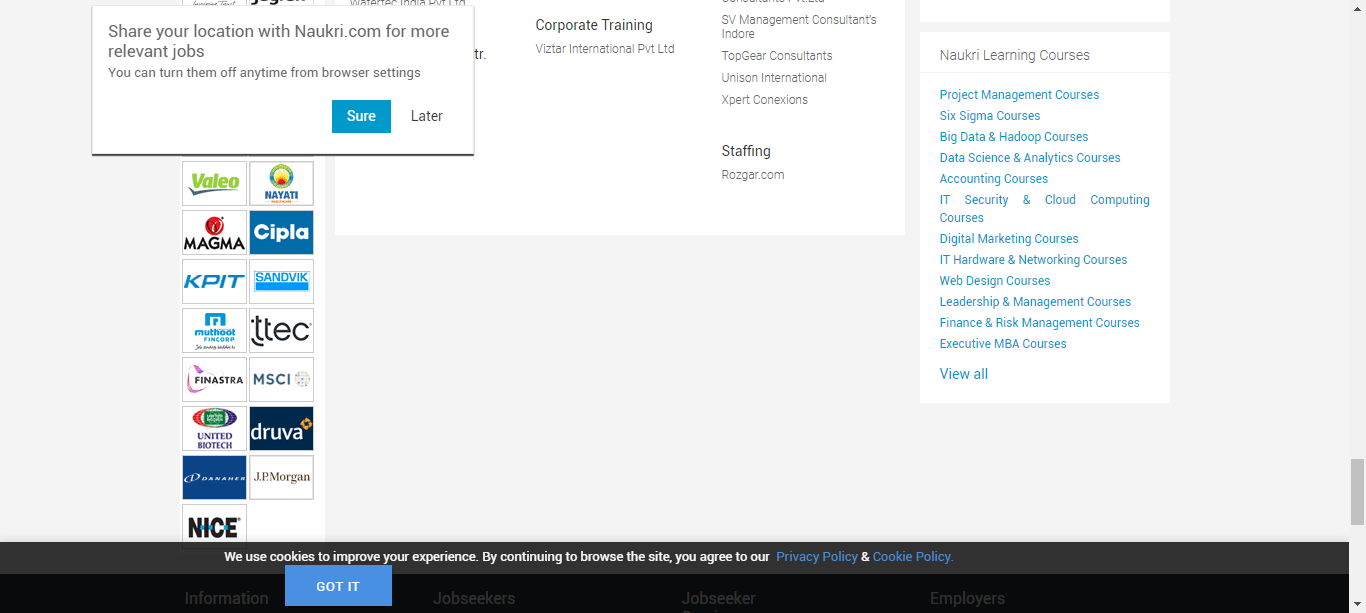 Wafertec India Pvt Ltd
Share your location with Naukri.com for more
relevant jobs
You can turn them off anytime from browser settings
Sure
Later
tr.
Corporate Training
Viztar International Pvt Ltd
SV Management Consultant's
Indore
TopGear Consultants
Unison International
Xpert Conexions
Staffing
Rozgar.com
Naukri Learning Courses
Project Management Courses
Six Sigma Courses
Big Data & Hadoop Courses
Data Science & Analytics Courses
Accounting Courses
IT Security & Cloud Computing
Courses
Digital Marketing Courses
IT Hardware & Networking Courses
Web Design Courses
Leadership & Management Courses
Finance & Risk Management Courses
Executive MBA Courses
View all
Valeo
NAYATI
MAGMA
Cipla
KPIT
SANDVIK
muthoot
FINCORP
ttec
FINASTRA
MSCI
UNITED
BIOTECH
druva
DANAHER
J.P.Morgan
NICE
We use cookies to improve your experience. By continuing to browse the site, you agree to our Privacy Policy & Cookie Policy.
GOT IT
Information
Jobseekers
Jobseeker
Employers